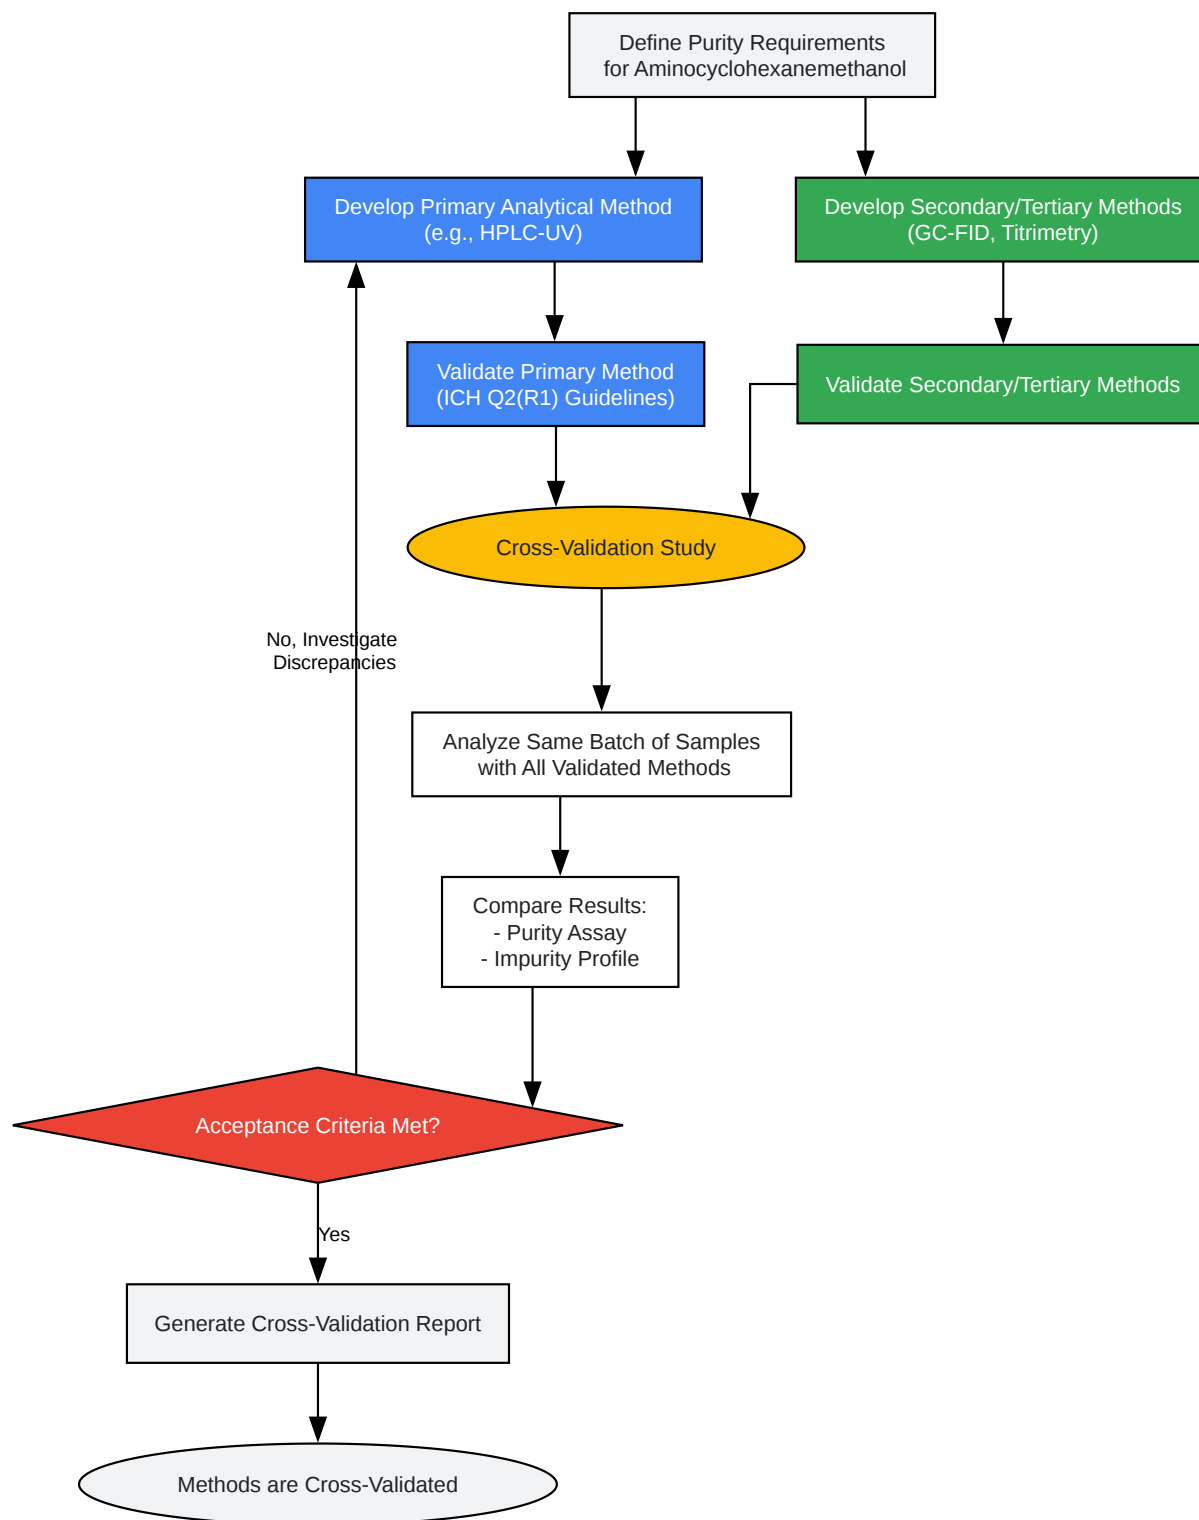 Define Purity Requirements
for Aminocyclohexanemethanol
Develop Primary Analytical Method
(e.g., HPLC-UV)
Develop Secondary/Tertiary Methods
(GC-FID, Titrimetry)
Validate Primary Method
(ICH Q2(R1) Guidelines)
Validate Secondary/Tertiary Methods
Cross-Validation Study
No, Investigate
Discrepancies
Analyze Same Batch of Samples
with All Validated Methods
Compare Results:
- Purity Assay
- Impurity Profile
Acceptance Criteria Met?
Yes
Generate Cross-Validation Report
Methods are Cross-Validated